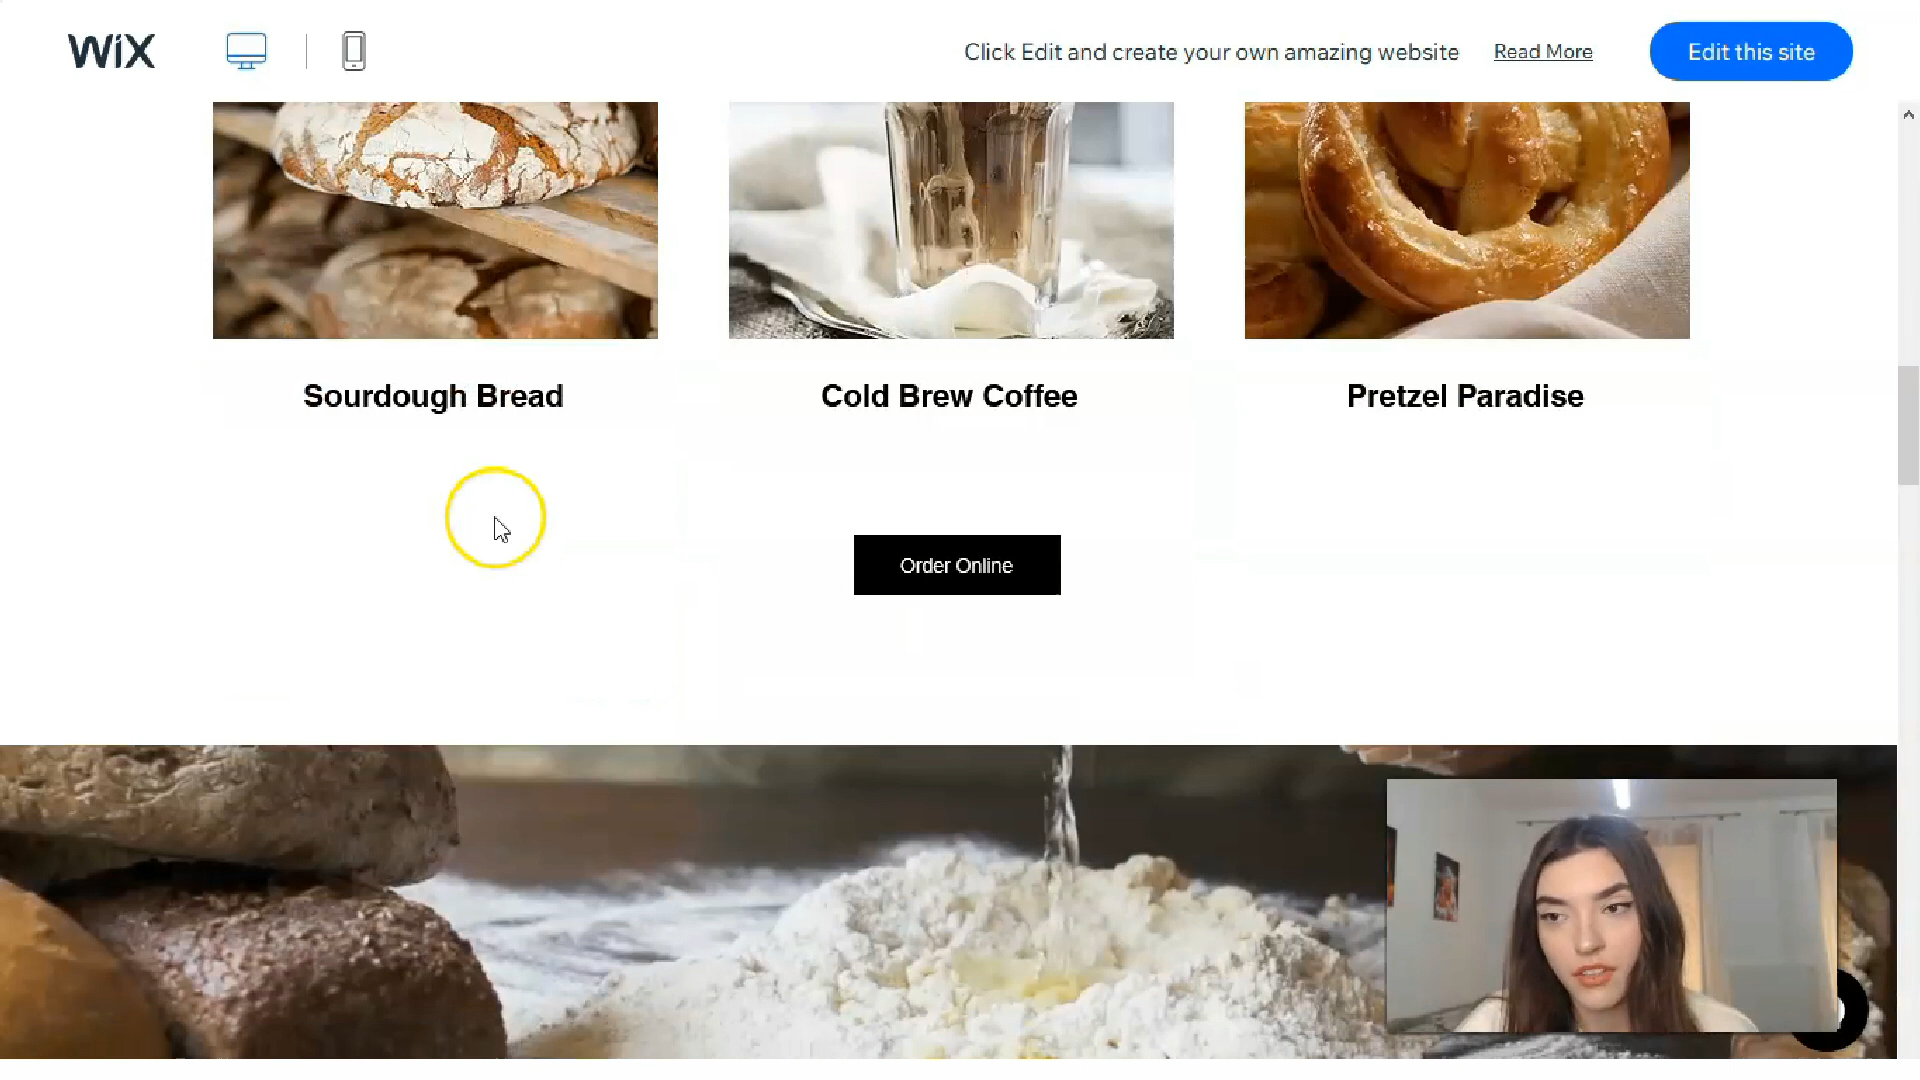 WiX
Click Edit and create your own amazing website
Read More
Edit this site
Sourdough Bread
Cold Brew Coffee
Pretzel Paradise
Order Online